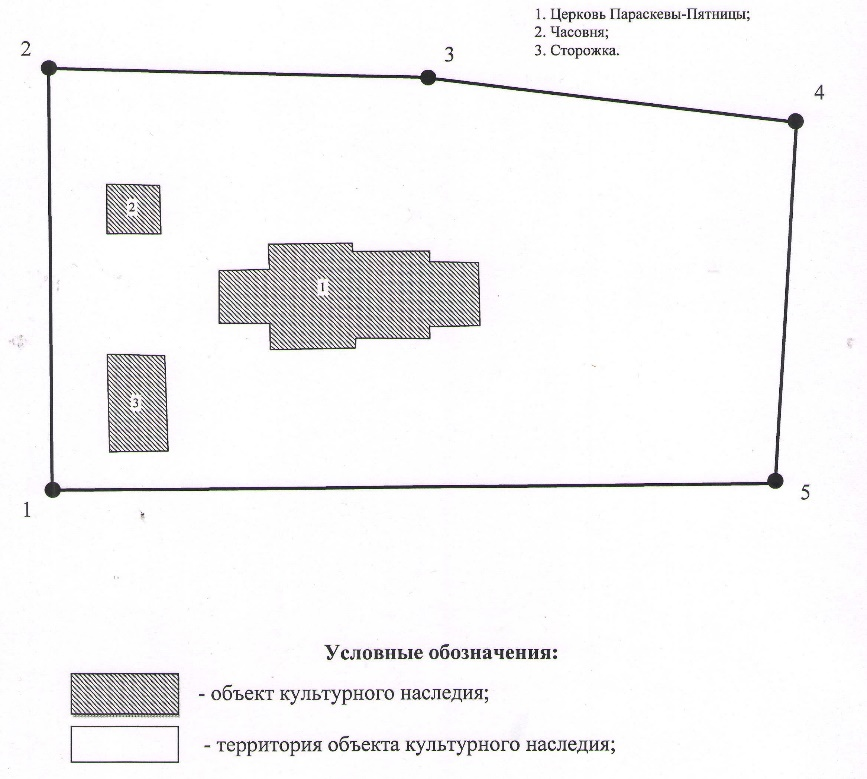 1. Церковь Параскевы-Пятницы;
2. Часовня;
3. Сторожка.
2
3
4
2
1
3
1
5
Условные обозначения:
- объект культурного наследия;
- территория объекта культурного наследия;